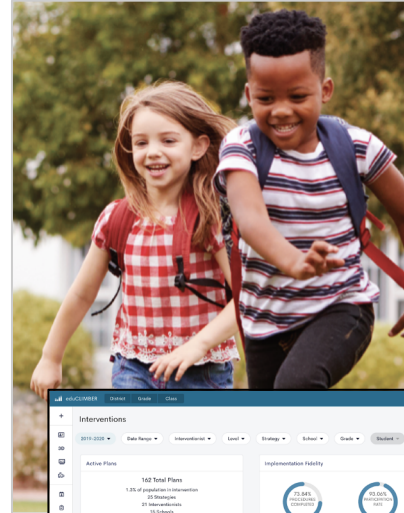 eduCLIMBER District Grade Class
Interventions
2019-2020 Date Range Interventionist Level Strategy School Grade Student
Active Plans
Implementation Fidelity
162 Total Plans
1.3% of population in intervention
25 Strategies
21 Interventionists
15 Schools
73.84%
PROCEDURES
COMPLETED
93.06%
PARTICIPATION
RATE